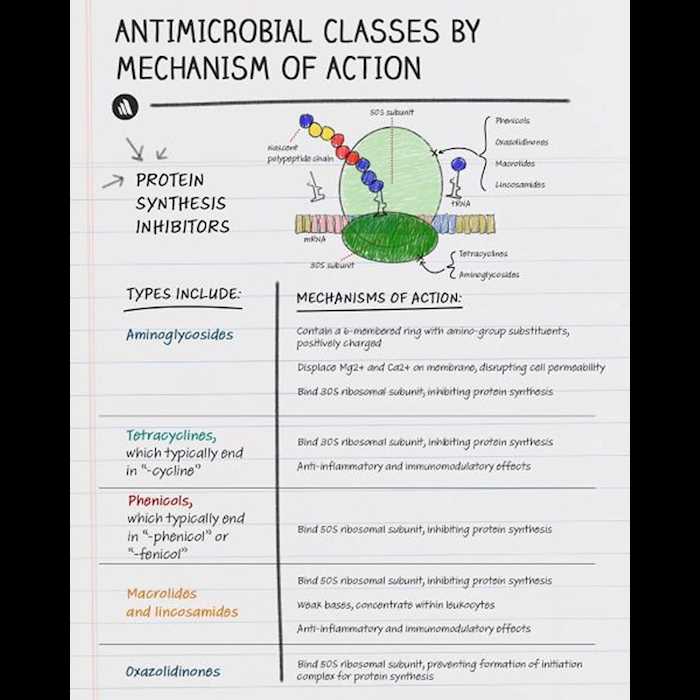 ANTIMICROBIAL CLASSES BY
MECHANISM OF ACTION
PROTEIN
SYNTHESIS
INHIBITORS
50S subunit
Nascent
polypeptide chain
Phenicols
Oxazolidinones
Macrolides
Lincosamides
tRNA
mRNA
30S subunit
Tetracyclines
Aminoglycosides
TYPES INCLUDE:
MECHANISMS OF ACTION:
Aminoglycosides
Contain a 6-membered ring with amino-group substituents,
positively charged
Displace Mg2+ and Ca2+ on membrane, disrupting cell permeability
Bind 30S ribosomal subunit, inhibiting protein synthesis
Tetracyclines,
which typically end
in "-cycline"
Bind 30S ribosomal subunit, inhibiting protein synthesis
Anti-inflammatory and immunomodulatory effects
Phenicols,
which typically end
in "-phenicol" or
"-fenicol"
Bind 50S ribosomal subunit, inhibiting protein synthesis
Macrolides
and lincosamides
Bind 50S ribosomal subunit, inhibiting protein synthesis
Weak bases, concentrate within leukocytes
Anti-inflammatory and immunomodulatory effects
Oxazolidinones
Bind 50S ribosomal subunit, preventing formation of initiation
complex for protein synthesis